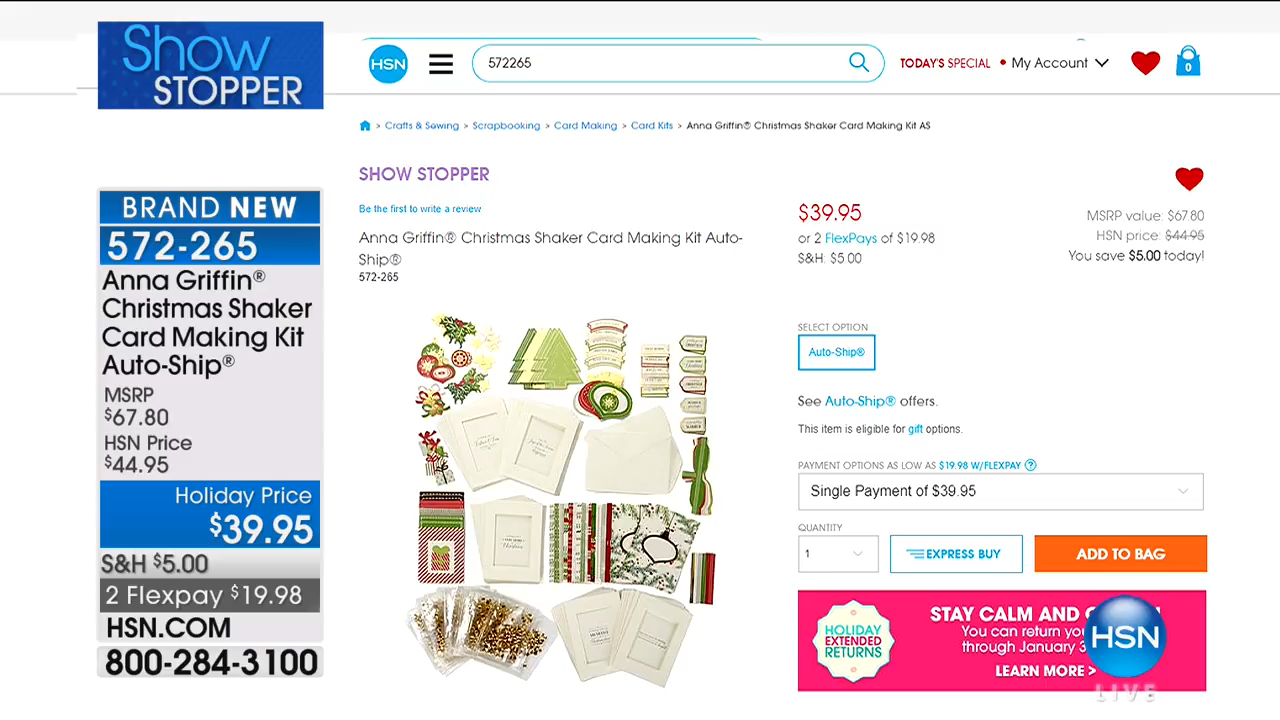 Show
STOPPER
BRAND NEW
572-265
Anna Griffin®
Christmas Shaker
Card Making Kit
Auto-Ship®
MSRP
$67.80
HSN Price
$44.95
Holiday Price
$39.95
S&H $5.00
2 Flexpay $19.98
HSN.COM
800-284-3100
HSN
572265
TODAY'S SPECIAL • My Account
0
> Crafts & Sewing > Scrapbooking > Card Making > Card Kits > Anna Griffin® Christmas Shaker Card Making Kit AS
SHOW STOPPER
Be the first to write a review
Anna Griffin® Christmas Shaker Card Making Kit Auto-
Ship®
572-265
$39.95
or 2 FlexPays of $19.98
S&H: $5.00
MSRP value: $67.80
HSN price: $44.95
You save $5.00 today!
SELECT OPTION
Auto-Ship®
See Auto-Ship® offers.
This item is eligible for gift options.
PAYMENT OPTIONS AS LOW AS $19.98 W/FLEXPAY ?
Single Payment of $39.95
QUANTITY
1
EXPRESS BUY
ADD TO BAG
HOLIDAY
EXTENDED
RETURNS
STAY CALM AND
You can return
through January
LEARN MORE >
HSN
LIVE